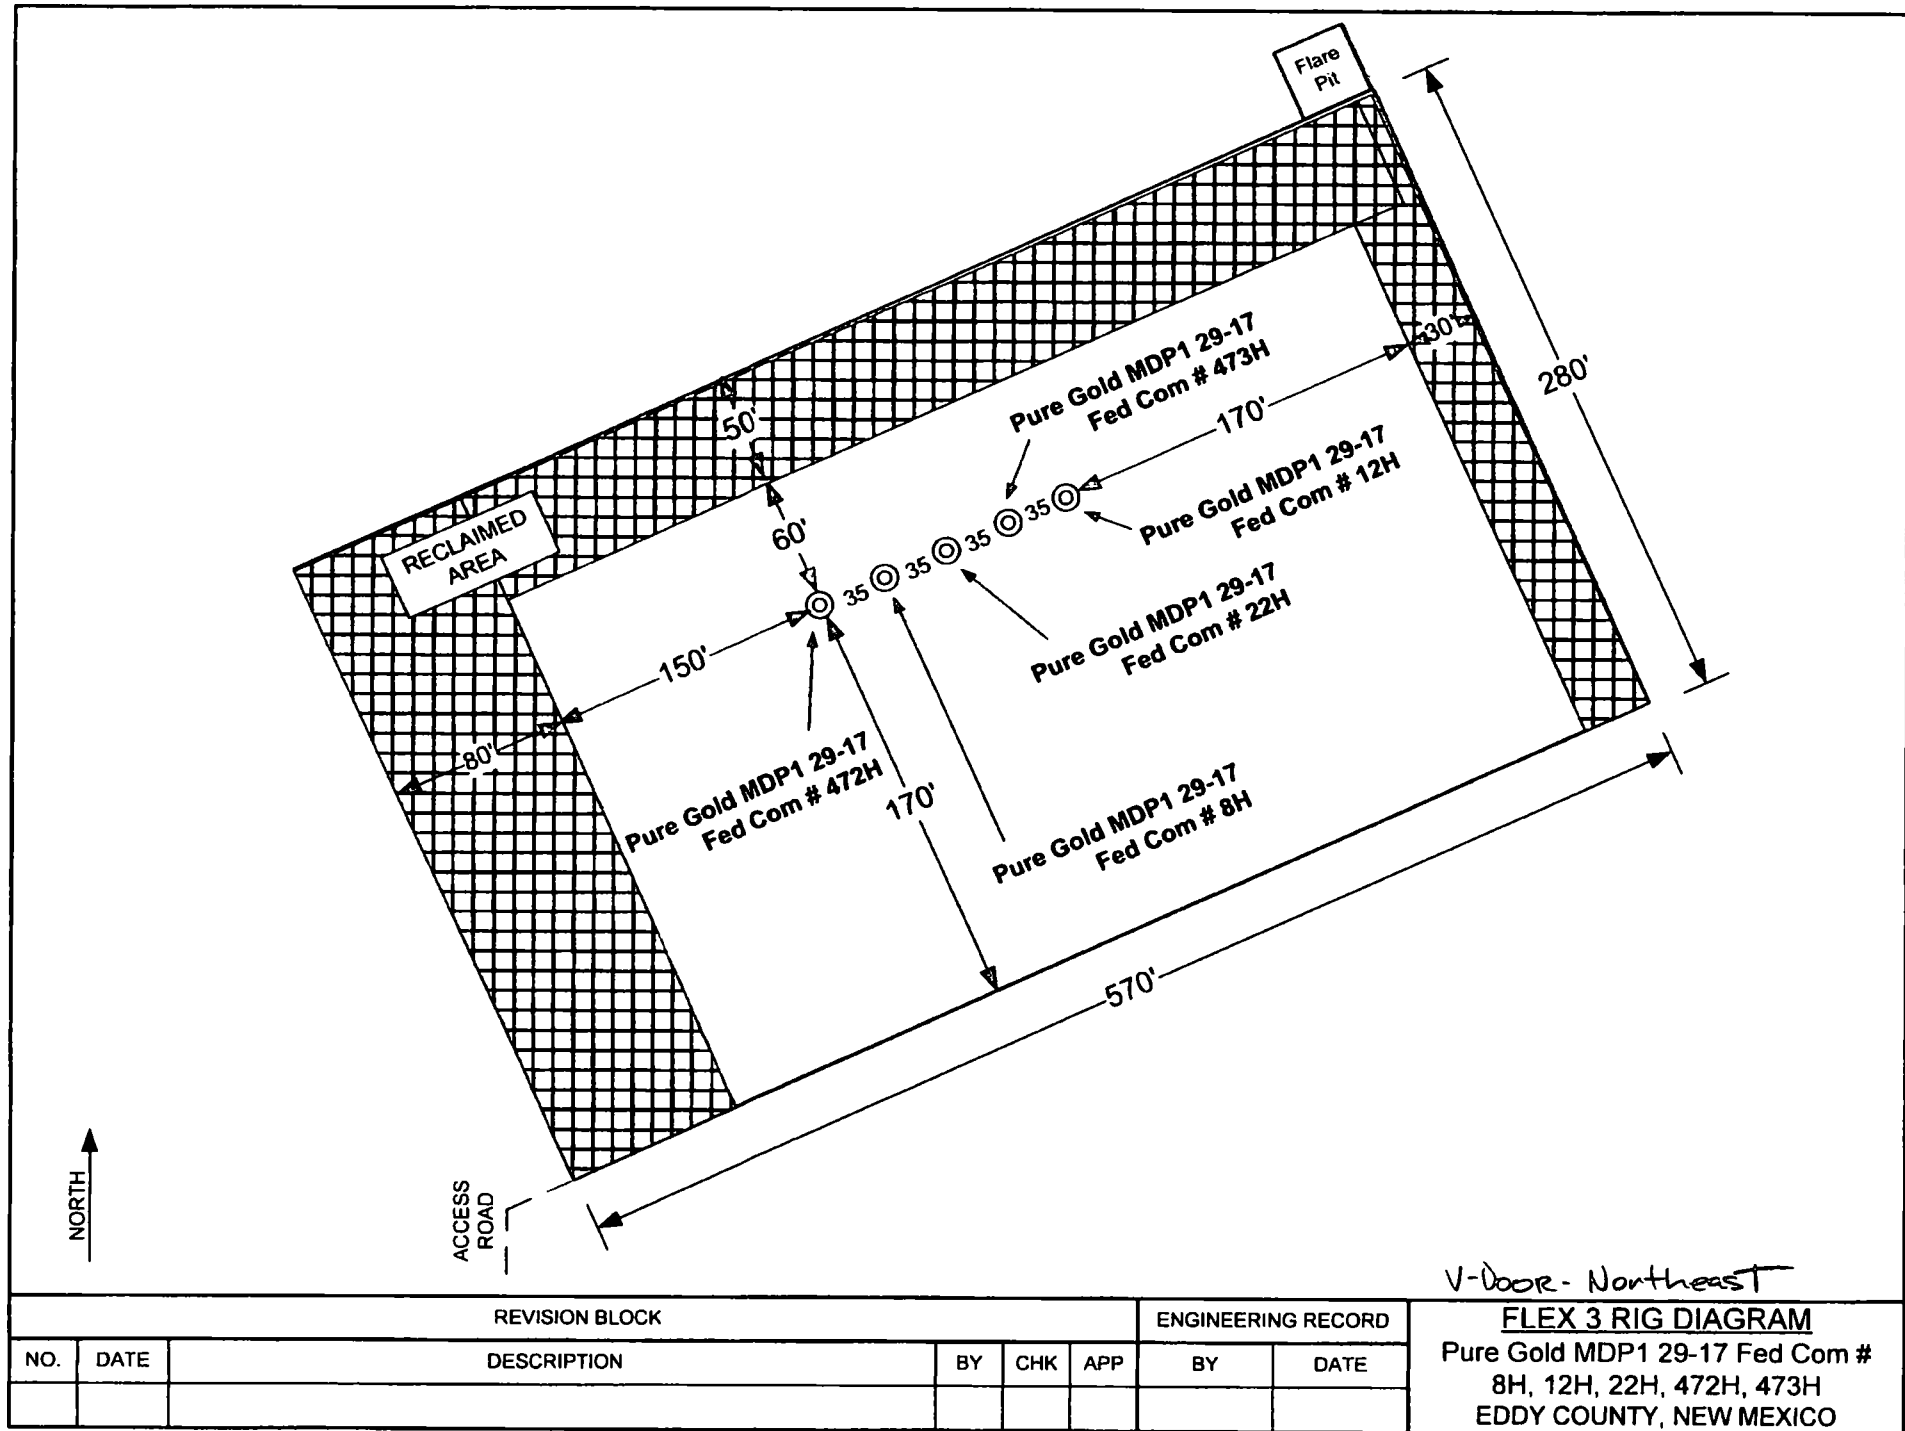 Flare
Pit
280'
30'
Pure Gold MDP1 29-17
Fed Com # 473H
170'
50'
Pure Gold MDP1 29-17
Fed Com # 12H
RECLAIMED
AREA
60'
35
35
35
35
Pure Gold MDP1 29-17
Fed Com # 22H
150'
80'
Pure Gold MDP1 29-17
Fed Com # 472H
170'
Pure Gold MDP1 29-17
Fed Com # 8H
570'
NORTH
ACCESS
ROAD
V-Door - Northeast
REVISION BLOCK
ENGINEERING RECORD
NO. DATE DESCRIPTION BY CHK APP BY DATE
FLEX 3 RIG DIAGRAM
Pure Gold MDP1 29-17 Fed Com #
8H, 12H, 22H, 472H, 473H
EDDY COUNTY, NEW MEXICO